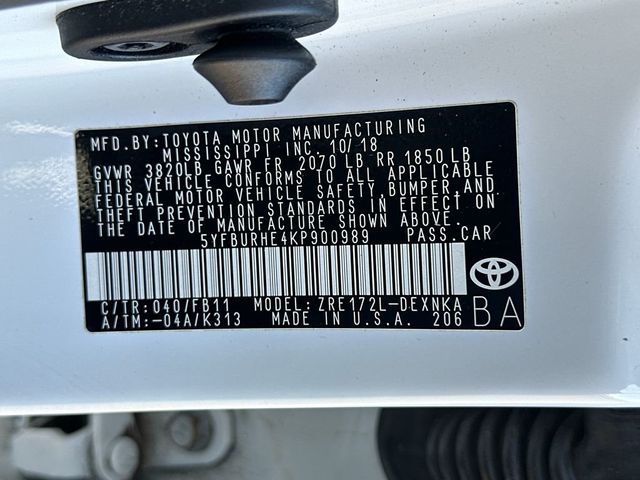 MFD.BY:TOYOTA MOTOR MANUFACTURING
MISSISSIPPI INC. 10/18
GVWR 3820LB GAWR FR 2070 LB RR 1850 LB
THIS VEHICLE CONFORMS TO ALL APPLICABLE
FEDERAL MOTOR VEHICLE SAFETY, BUMPER, AND
THEFT PREVENTION STANDARDS IN EFFECT ON
THE DATE OF MANUFACTURE SHOWN ABOVE.
5YFBURHE4KP900989 PASS.CAR
C/TR:040/FB11 MODEL:ZRE172L-DEXNKA
A/TM:-04A/K313 MADE IN U.S.A. 206 BA